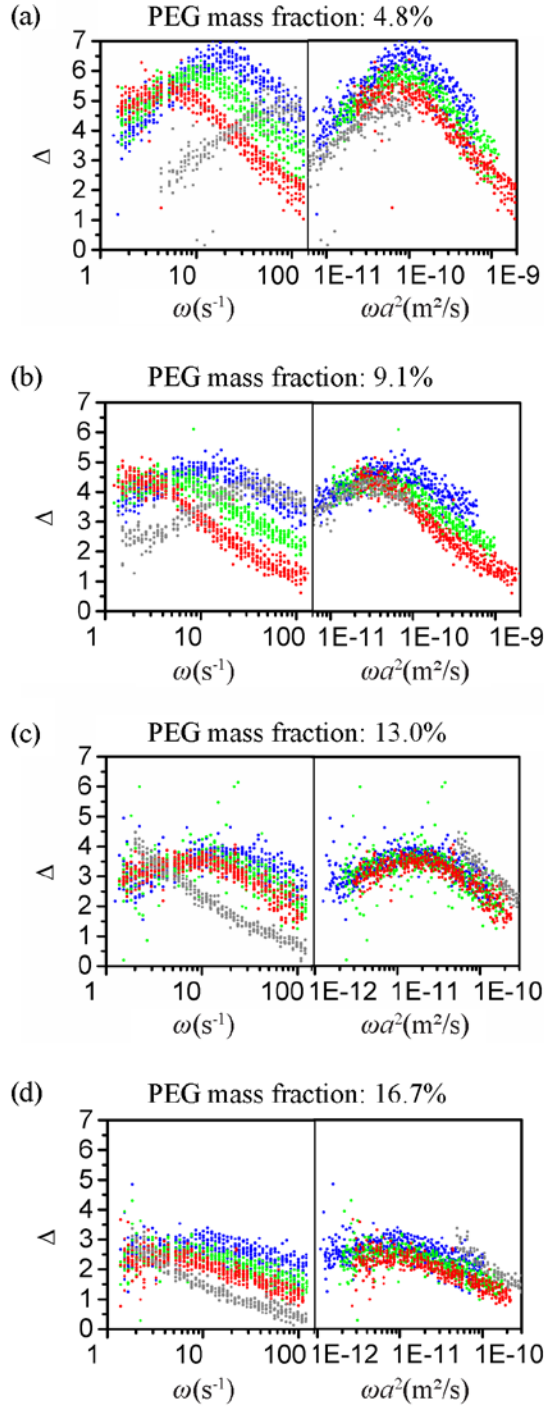 (a) PEG mass fraction: 4.8%
7
6
5
4
3
2
1
0
Δ
1 10 100 1E-11 1E-10 1E-9
ω(s⁻¹) ωa²(m²/s)
(b) PEG mass fraction: 9.1%
7
6
5
4
3
2
1
0
Δ
1 10 100 1E-11 1E-10 1E-9
ω(s⁻¹) ωa²(m²/s)
(c) PEG mass fraction: 13.0%
7
6
5
4
3
2
1
0
Δ
1 10 100 1E-12 1E-11 1E-10
ω(s⁻¹) ωa²(m²/s)
(d) PEG mass fraction: 16.7%
7
6
5
4
3
2
1
0
Δ
1 10 100 1E-12 1E-11 1E-10
ω(s⁻¹) ωa²(m²/s)